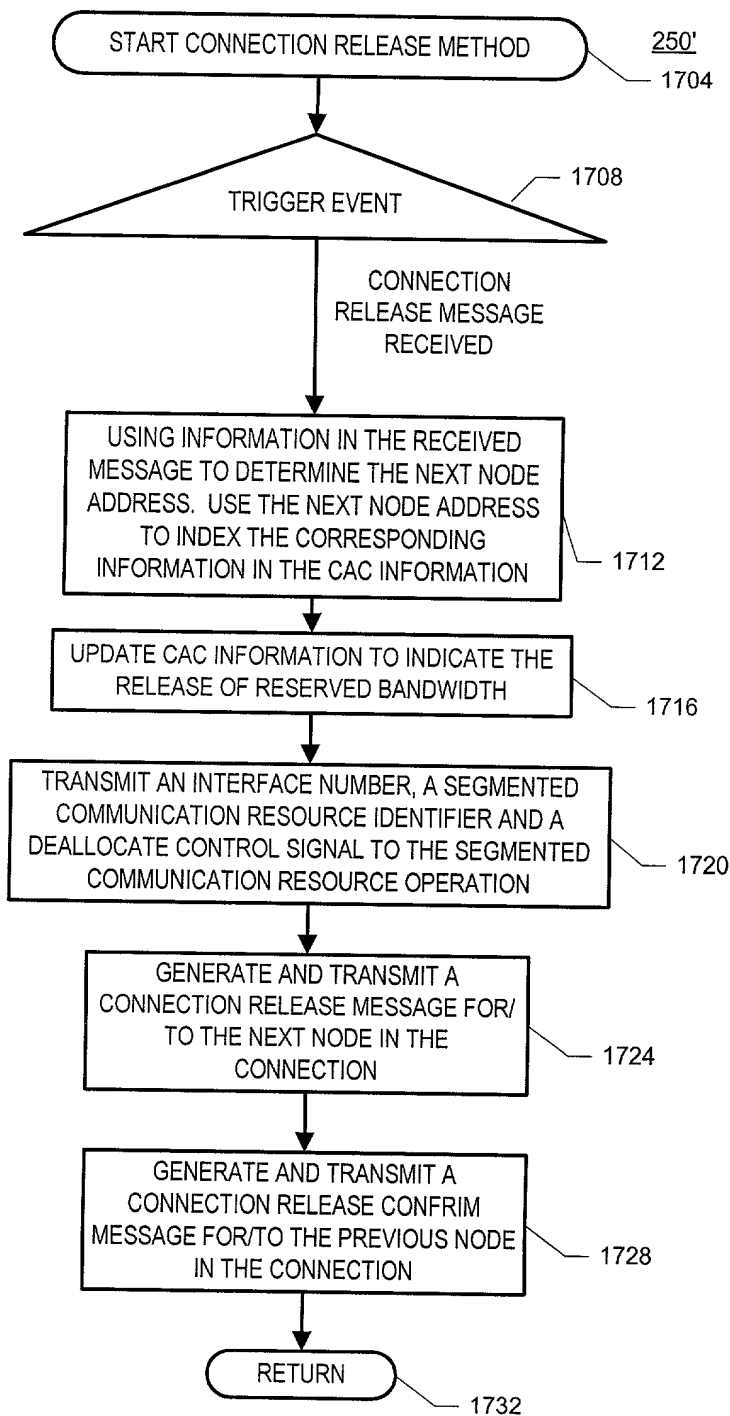 START CONNECTION RELEASE METHOD
250'
1704
TRIGGER EVENT
1708
CONNECTION
RELEASE MESSAGE
RECEIVED
USING INFORMATION IN THE RECEIVED
MESSAGE TO DETERMINE THE NEXT NODE
ADDRESS. USE THE NEXT NODE ADDRESS
TO INDEX THE CORRESPONDING
INFORMATION IN THE CAC INFORMATION
1712
UPDATE CAC INFORMATION TO INDICATE THE
RELEASE OF RESERVED BANDWIDTH
1716
TRANSMIT AN INTERFACE NUMBER, A SEGMENTED
COMMUNICATION RESOURCE IDENTIFIER AND A
DEALLOCATE CONTROL SIGNAL TO THE SEGMENTED
COMMUNICATION RESOURCE OPERATION
1720
GENERATE AND TRANSMIT A
CONNECTION RELEASE MESSAGE FOR/
TO THE NEXT NODE IN THE
CONNECTION
1724
GENERATE AND TRANSMIT A
CONNECTION RELEASE CONFRIM
MESSAGE FOR/TO THE PREVIOUS NODE
IN THE CONNECTION
1728
RETURN
1732